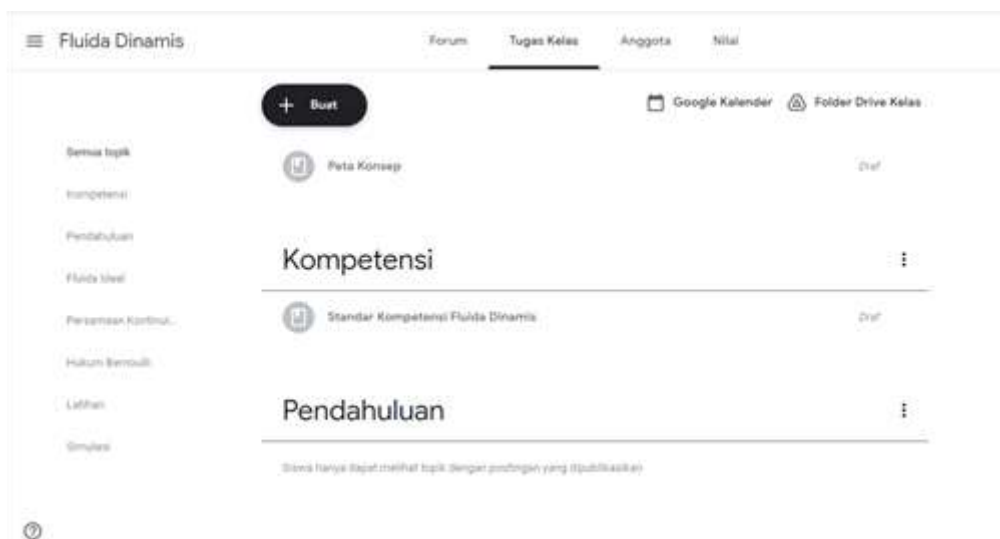 Fluida Dinamis
Forum Tugas Kelas Anggota Nilai
+ Buat
Google Kalender Folder Drive Kelas
Semua topik
Kompetensi
Pendahuluan
Fluida Ideal
Persamaan Kontinui...
Hukum Bernoulli
Latihan
Simulasi
Peta Konsep Draf
Kompetensi
Standar Kompetensi Fluida Dinamis Draf
Pendahuluan
Siswa hanya dapat melihat topik dengan postingan yang dipublikasikan